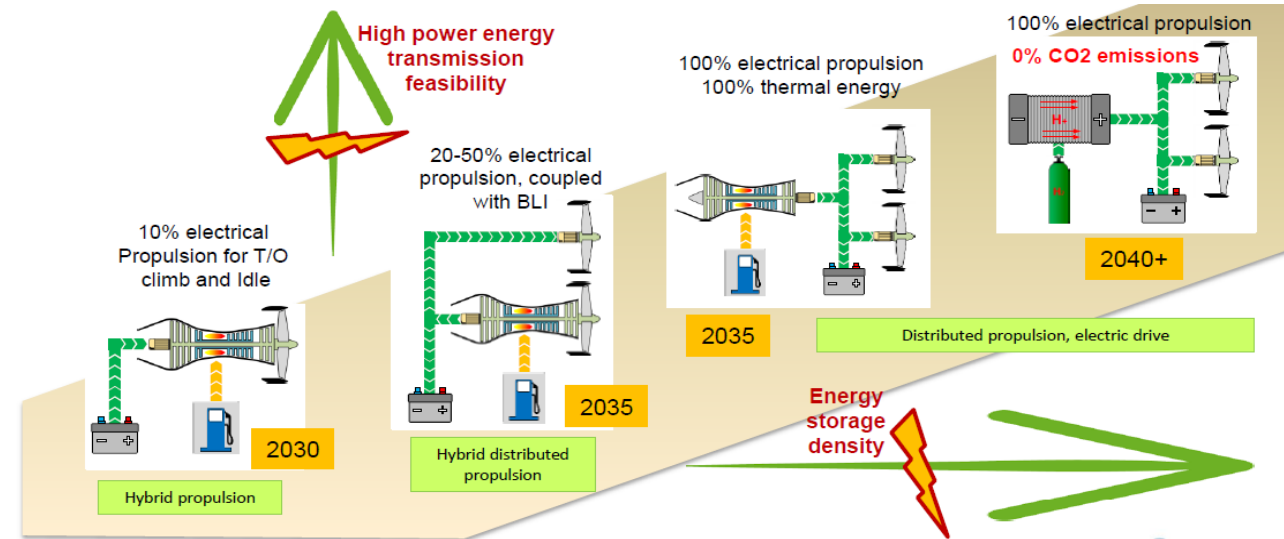 High power energy
transmission
feasibility
10% electrical
Propulsion for T/O
climb and Idle
2030
Hybrid propulsion
20-50% electrical
propulsion, coupled
with BLI
2035
Hybrid distributed
propulsion
100% electrical propulsion
100% thermal energy
2035
100% electrical propulsion
0% CO2 emissions
H+
- +
2040+
Distributed propulsion, electric drive
Energy
storage
density